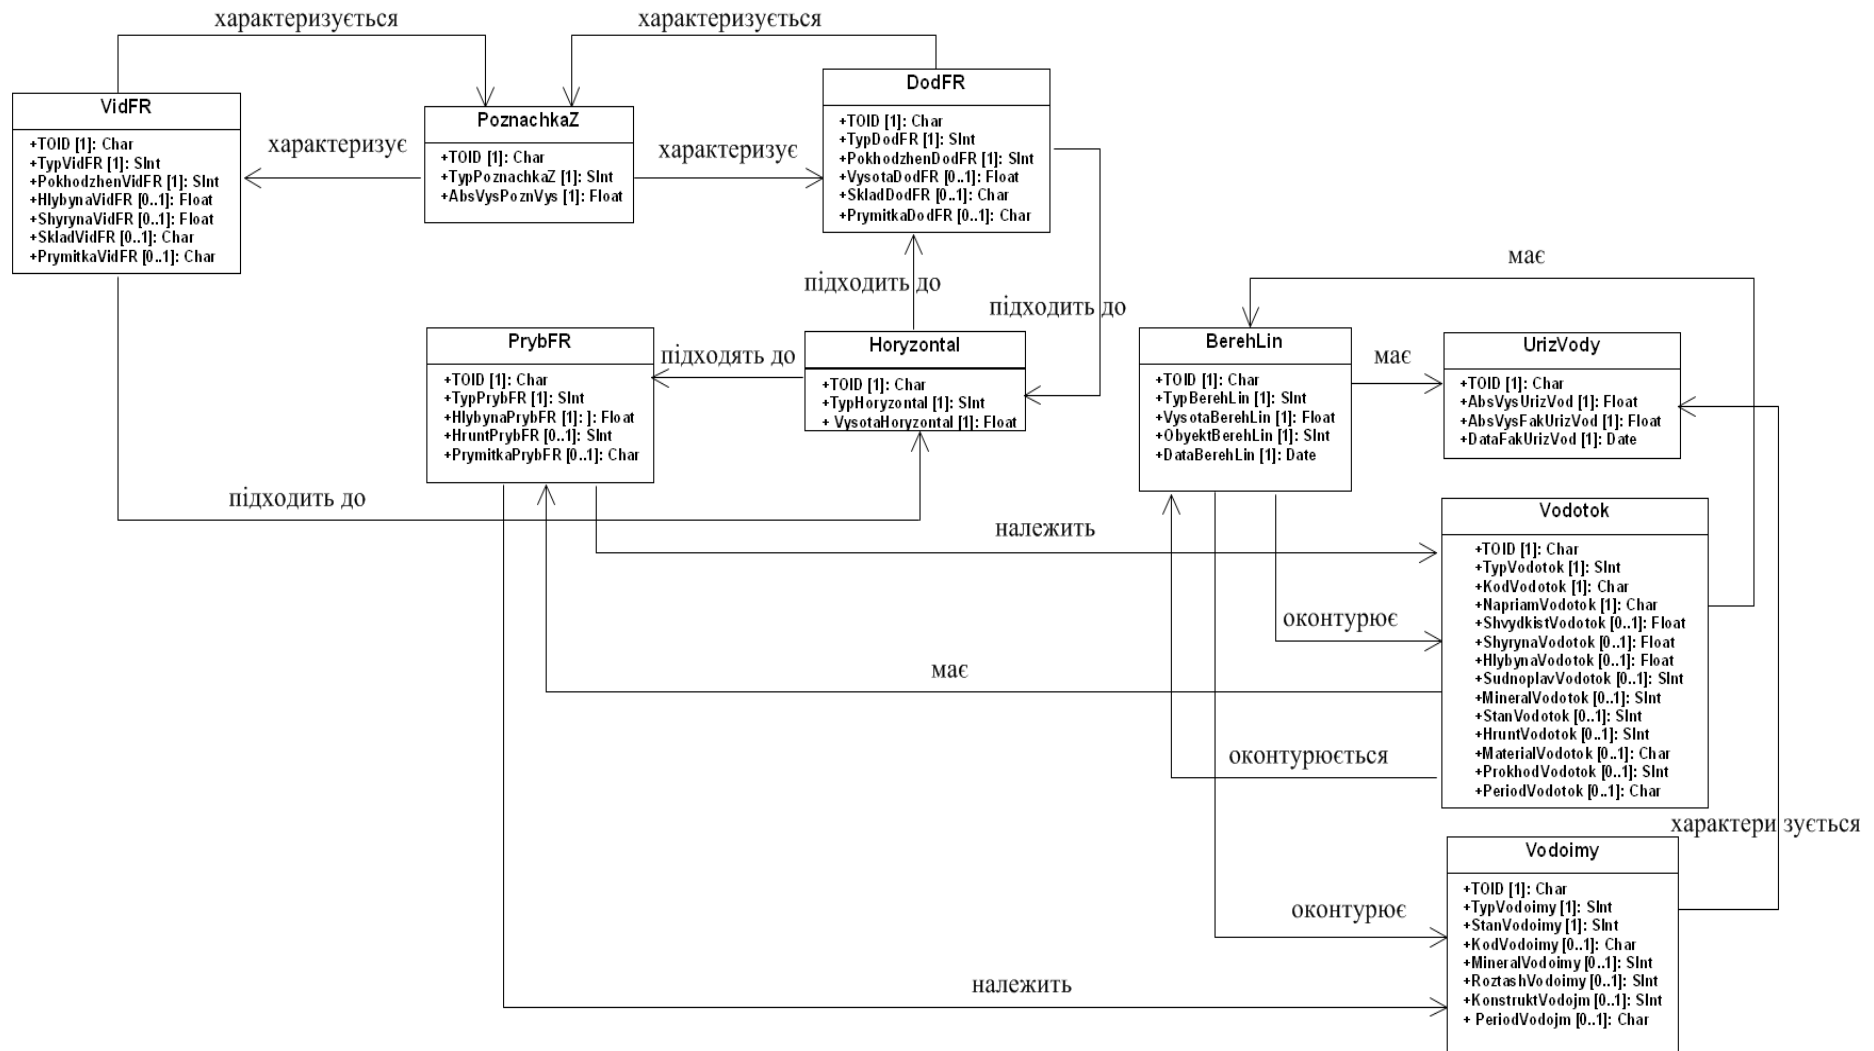 характеризується
характеризується
VidFR
+TOID [1]: Char
+TypVidFR [1]: SInt
+PokhodzhenVidFR [1]: SInt
+HlybynaVidFR [0..1]: Float
+ShyrynaVidFR [0..1]: Float
+SkladVidFR [0..1]: Char
+PrymitkaVidFR [0..1]: Char
характеризує
PoznachkaZ
+TOID [1]: Char
+TypPoznachkaZ [1]: SInt
+AbsVysPoznVys [1]: Float
характеризує
DodFR
+TOID [1]: Char
+TypDodFR [1]: SInt
+PokhodzhenDodFR [1]: SInt
+VysotaDodFR [0..1]: Float
+SkladDodFR [0..1]: Char
+PrymitkaDodFR [0..1]: Char
підходить до
підходить до
має
PrybFR
+TOID [1]: Char
+TypPrybFR [1]: SInt
+HlybynaPrybFR [1]: ]: Float
+HruntPrybFR [0..1]: SInt
+PrymitkaPrybFR [0..1]: Char
підходять до
Horyzontal
+TOID [1]: Char
+TypHoryzontal [1]: SInt
+ VysotaHoryzontal [1]: Float
BerehLin
+TOID [1]: Char
+TypBerehLin [1]: SInt
+VysotaBerehLin [1]: Float
+ObyektBerehLin [1]: SInt
+DataBerehLin [1]: Date
має
UrizVody
+TOID [1]: Char
+AbsVysUrizVod [1]: Float
+AbsVysFakUrizVod [1]: Float
+DataFakUrizVod [1]: Date
підходить до
належить
Vodotok
+TOID [1]: Char
+TypVodotok [1]: SInt
+KodVodotok [1]: Char
+NapriamVodotok [1]: Char
+ShvydkistVodotok [0..1]: Float
+ShyrynaVodotok [0..1]: Float
+HlybynaVodotok [0..1]: Float
+SudnoplavVodotok [0..1]: SInt
+MineralVodotok [0..1]: SInt
+StanVodotok [0..1]: SInt
+HruntVodotok [0..1]: SInt
+MaterialVodotok [0..1]: Char
+ProkhodVodotok [0..1]: SInt
+PeriodVodotok [0..1]: Char
оконтурює
має
оконтурюється
характеризується
Vodoimy
+TOID [1]: Char
+TypVodoimy [1]: SInt
+StanVodoimy [1]: SInt
+KodVodoimy [0..1]: Char
+MineralVodoimy [0..1]: SInt
+RoztashVodoimy [0..1]: SInt
+KonstruktVodojm [0..1]: SInt
+ PeriodVodojm [0..1]: Char
оконтурює
належить